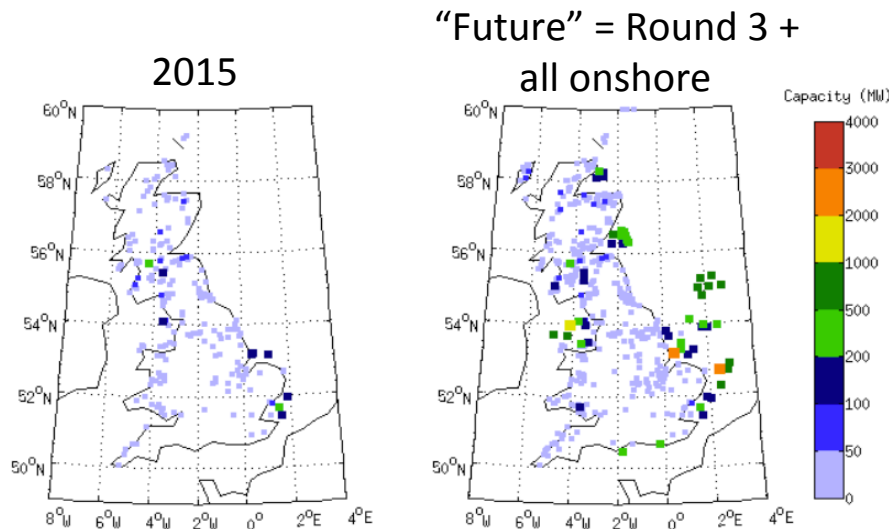 2015
“Future” = Round 3 +
all onshore
Capacity (MW)
60°N
58°N
56°N
54°N
52°N
50°N
8°W 6°W 4°W 2°W 0° 2°E 4°E
60°N
58°N
56°N
54°N
52°N
50°N
8°W 6°W 4°W 2°W 0° 2°E 4°E
4000
3000
2000
1000
500
200
100
50
0